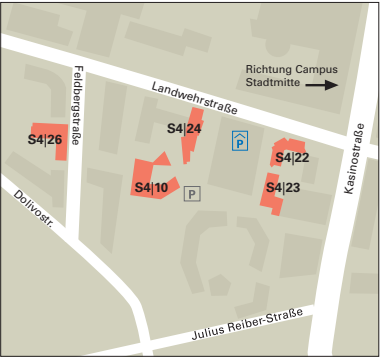 Richtung Campus
Stadtmitte
Landwehrstraße
Feldbergstraße
S4|24
P
S4|26
S4|22
Kasinostraße
S4|10
P
S4|23
Dolivostr.
Julius Reiber-Straße